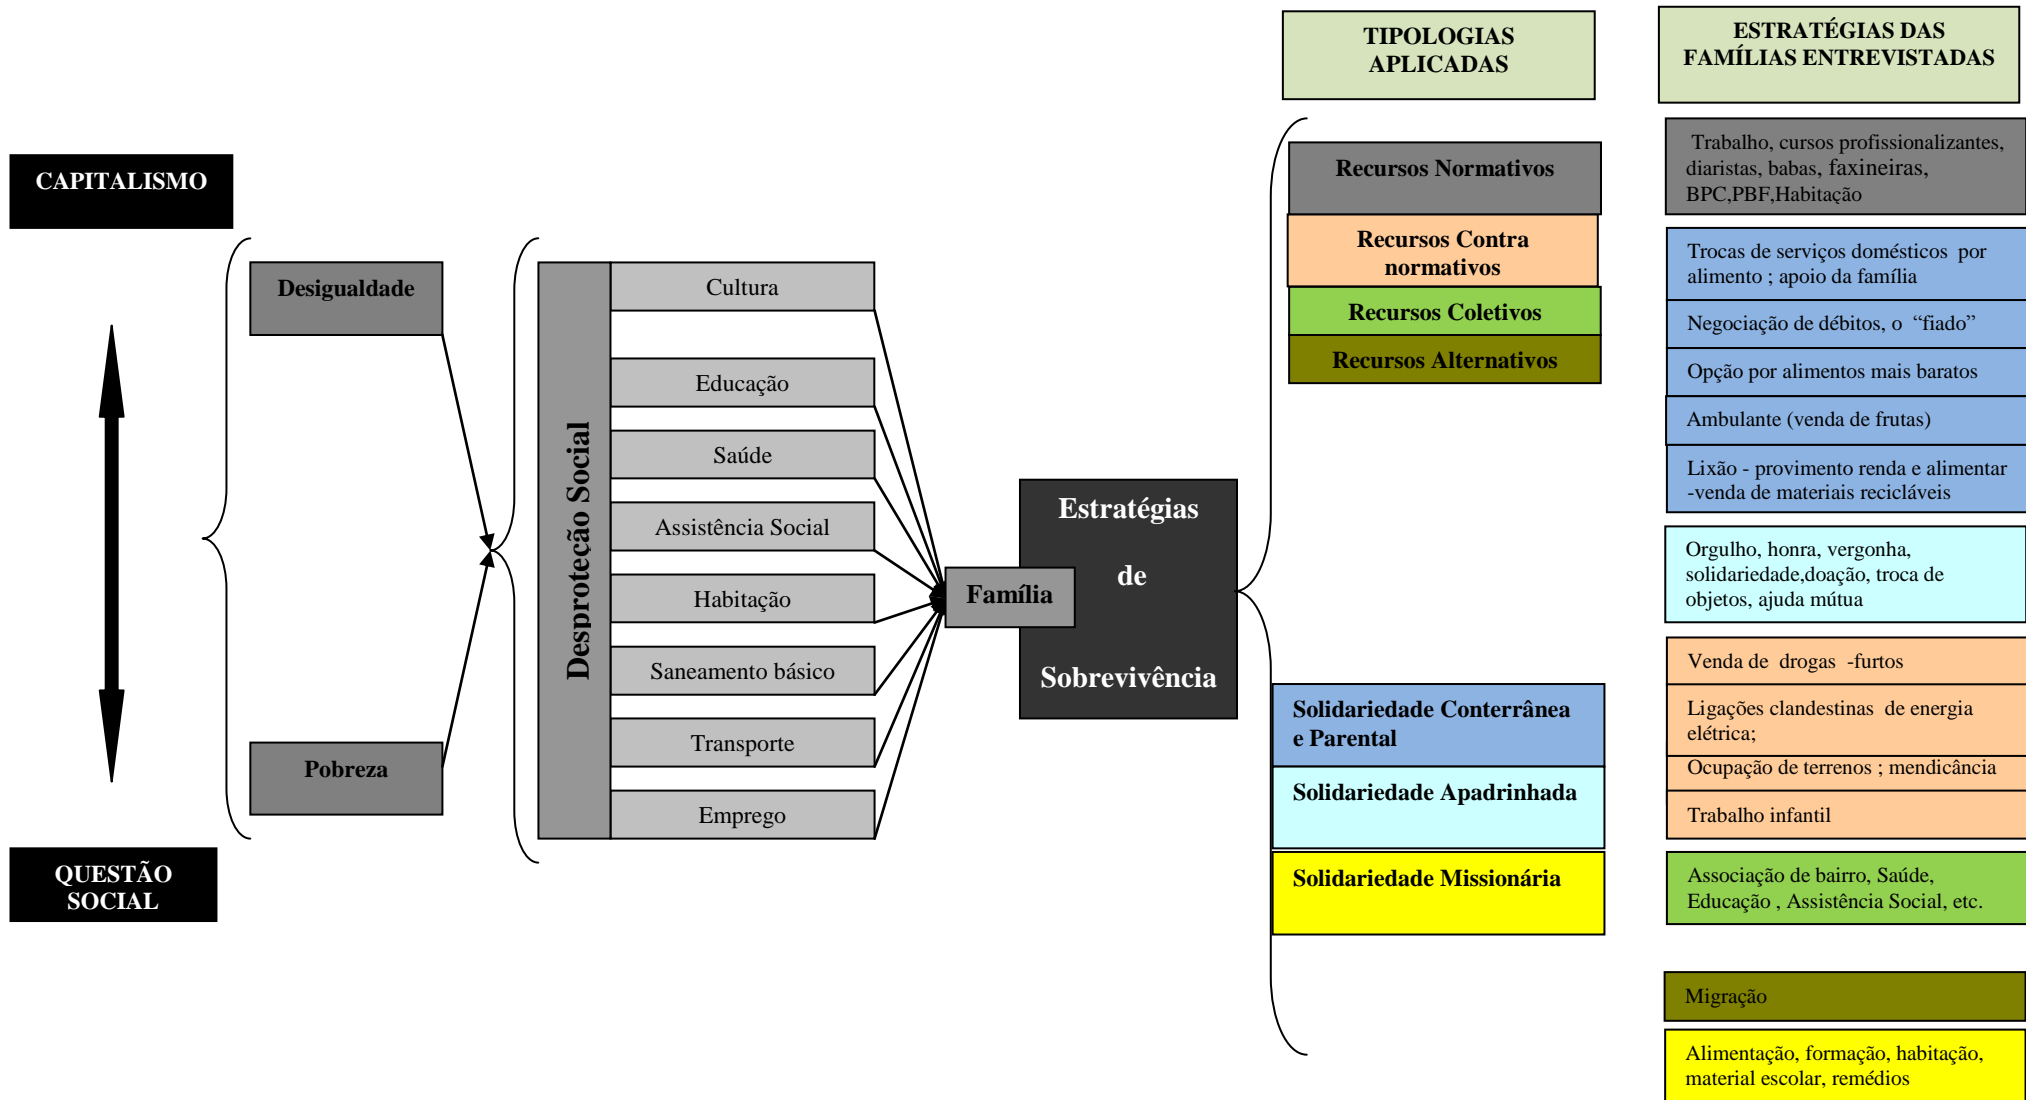 TIPOLOGIAS
APLICADAS
ESTRATÉGIAS DAS
FAMÍLIAS ENTREVISTADAS
CAPITALISMO
QUESTÃO
SOCIAL
Desigualdade
Pobreza
Desproteção Social
Cultura
Educação
Saúde
Assistência Social
Habitação
Saneamento básico
Transporte
Emprego
Família
Estratégias
de
Sobrevivência
Recursos Normativos
Recursos Contra
normativos
Recursos Coletivos
Recursos Alternativos
Solidariedade Conterrânea
e Parental
Solidariedade Apadrinhada
Solidariedade Missionária
Trabalho, cursos profissionalizantes,
diaristas, babas, faxineiras,
BPC,PBF,Habitação
Trocas de serviços domésticos por
alimento ; apoio da família
Negociação de débitos, o “fiado”
Opção por alimentos mais baratos
Ambulante (venda de frutas)
Lixão - provimento renda e alimentar
-venda de materiais recicláveis
Orgulho, honra, vergonha,
solidariedade,doação, troca de
objetos, ajuda mútua
Venda de drogas -furtos
Ligações clandestinas de energia
elétrica;
Ocupação de terrenos ; mendicância
Trabalho infantil
Associação de bairro, Saúde,
Educação , Assistência Social, etc.
Migração
Alimentação, formação, habitação,
material escolar, remédios